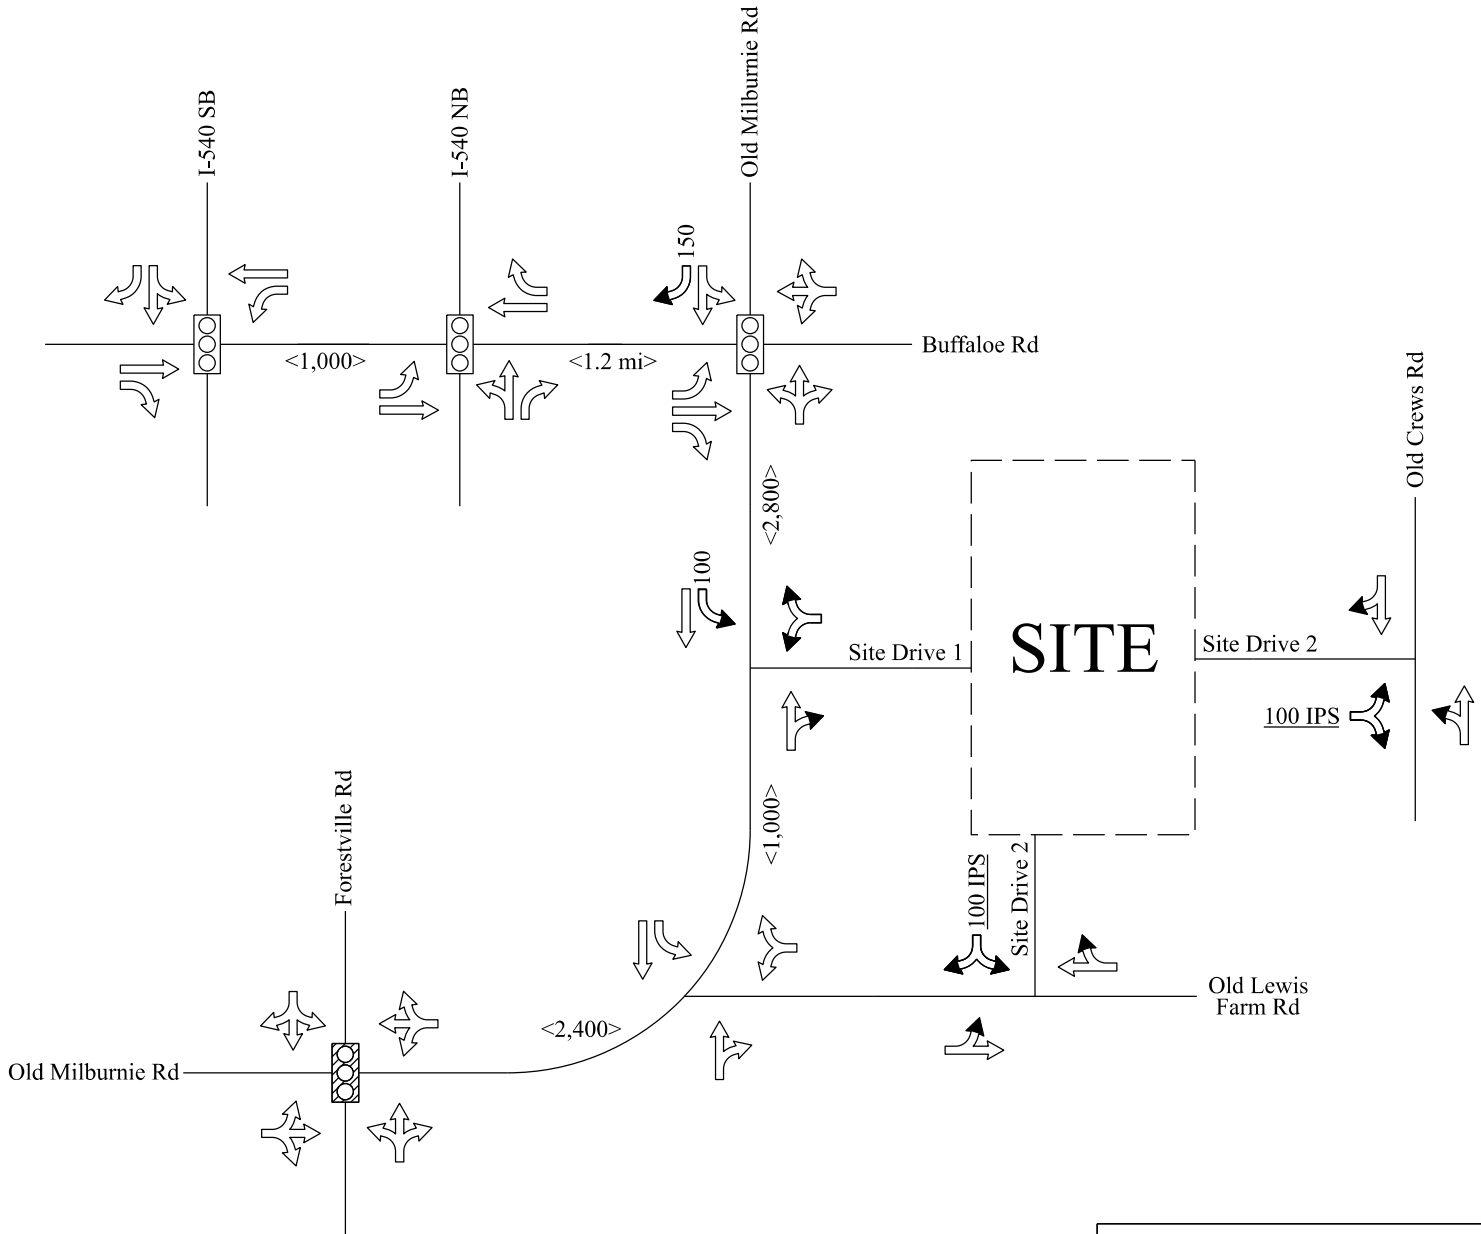 I-540 SB
I-540 NB
Old Milburnie Rd
150
<1,000>
<1.2 mi>
Buffaloe Rd
<2,800>
Old Crews Rd
100
SITE
Site Drive 1
Site Drive 2
100 IPS
<1,000>
Forestville Rd
100 IPS
Site Drive 2
Old Lewis
Farm Rd
<2,400>
Old Milburnie Rd